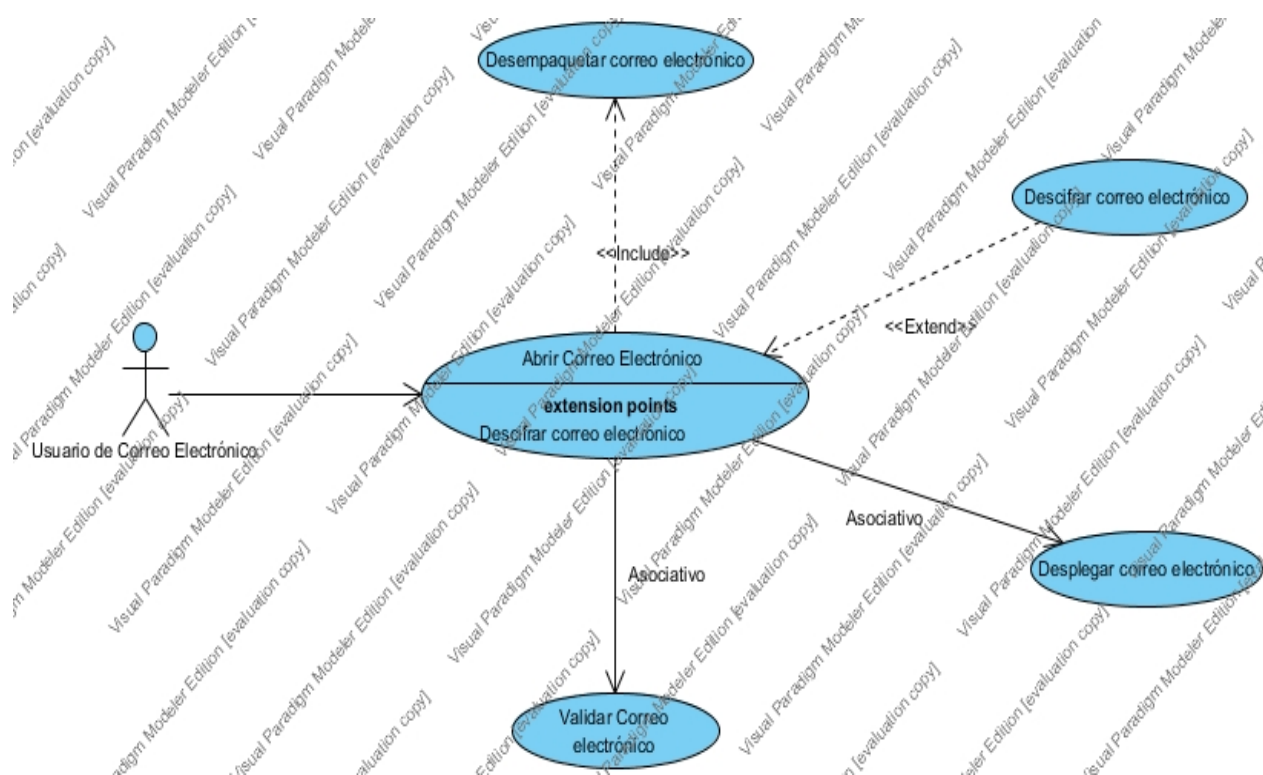 Desempaquetar correo electrónico
Descifrar correo electrónico
<<Include>>
<<Extend>>
Abrir Correo Electrónico
extension points
Descifrar correo electrónico
Usuario de Correo Electrónico
Asociativo
Desplegar correo electrónico
Asociativo
Validar Correo
electrónico
Visual Paradigm Modeler Edition [evaluation copy]